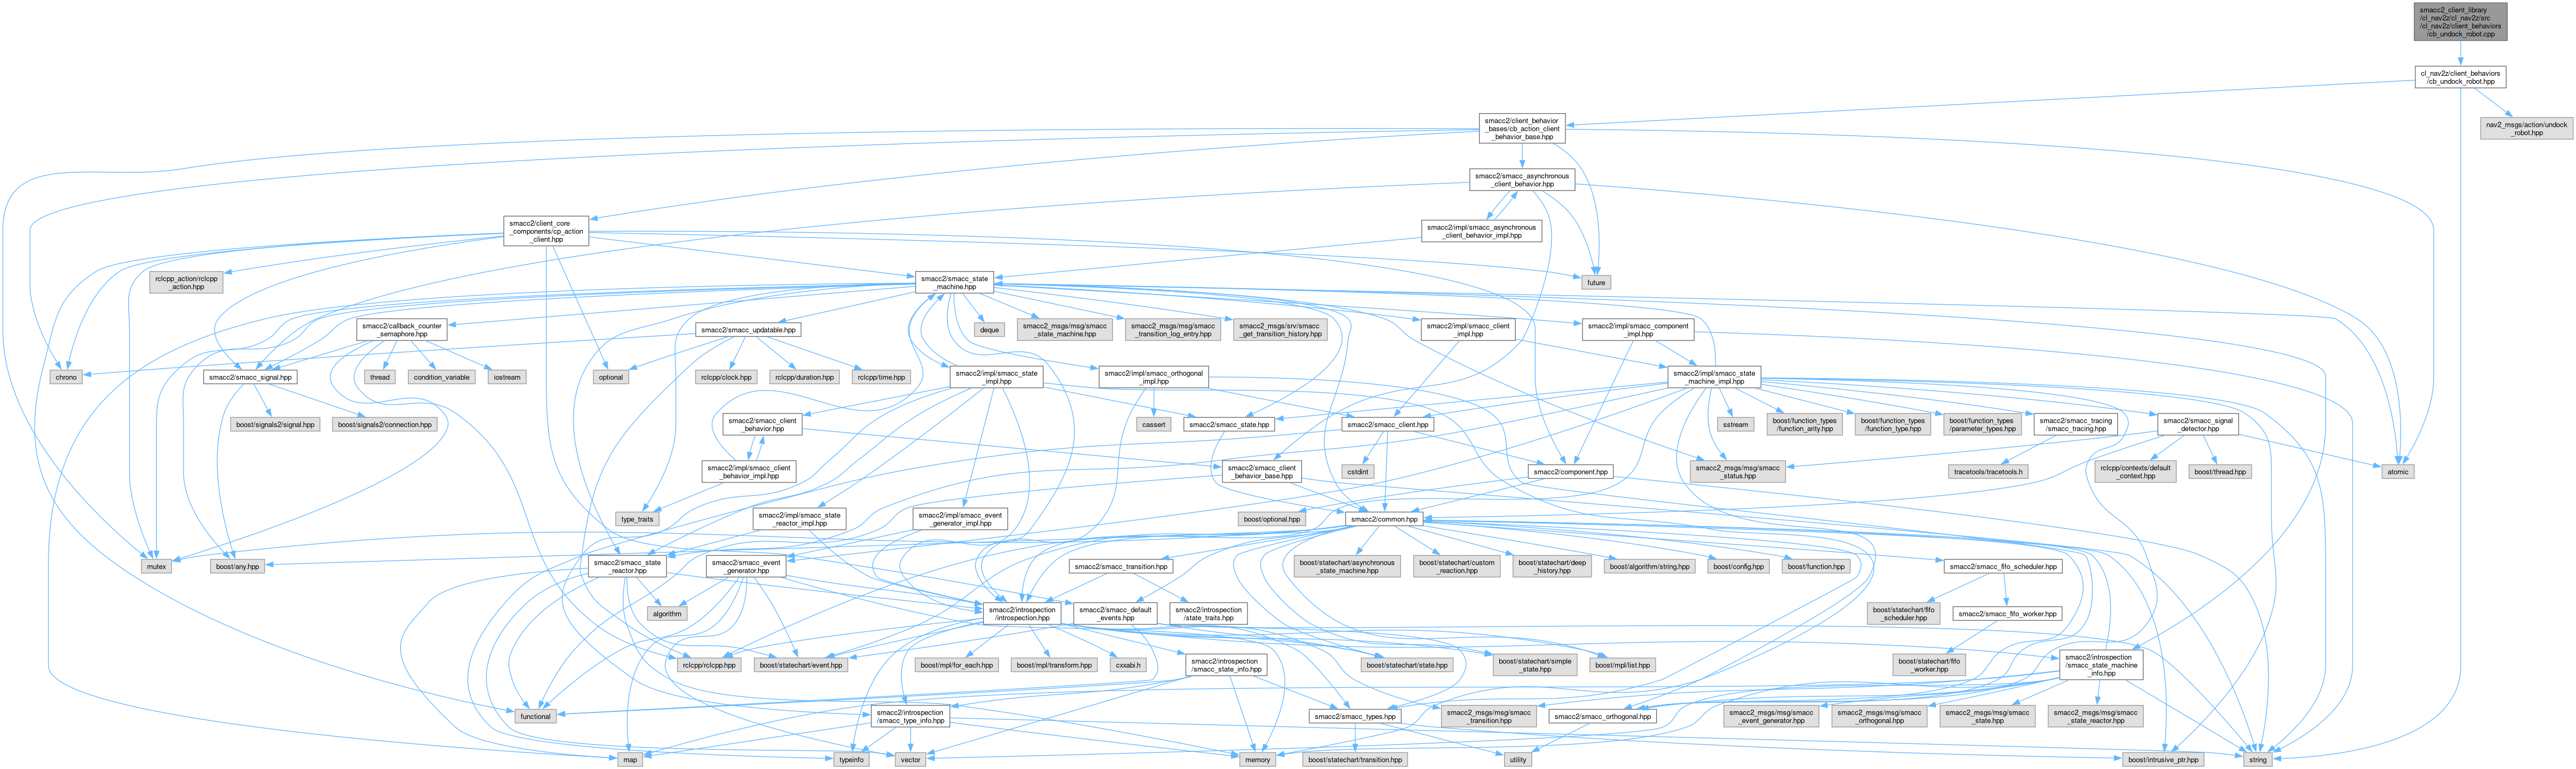 smacc2_client_library
/cl_nav2z/cl_nav2z/src
/cl_nav2z/client_behaviors
/cb_undock_robot.cpp
cl_nav2z/client_behaviors
/cb_undock_robot.hpp
smacc2/client_behavior
_bases/cb_action_client
_behavior_base.hpp
nav2_msgs/action/undock
_robot.hpp
smacc2/smacc_asynchronous
_client_behavior.hpp
smacc2/client_core
_components/cp_action
_client.hpp
smacc2/impl/smacc_asynchronous
_client_behavior_impl.hpp
rclcpp_action/rclcpp
_action.hpp
smacc2/smacc_state
_machine.hpp
future
smacc2/callback_counter
_semaphore.hpp
smacc2/smacc_updatable.hpp
deque
smacc2_msgs/msg/smacc
_state_machine.hpp
smacc2_msgs/msg/smacc
_transition_log_entry.hpp
smacc2_msgs/srv/smacc
_get_transition_history.hpp
smacc2/impl/smacc_client
_impl.hpp
smacc2/impl/smacc_component
_impl.hpp
chrono
smacc2/smacc_signal.hpp
thread
condition_variable
iostream
optional
rclcpp/clock.hpp
rclcpp/duration.hpp
rclcpp/time.hpp
smacc2/impl/smacc_state
_impl.hpp
smacc2/impl/smacc_orthogonal
_impl.hpp
smacc2/impl/smacc_state
_machine_impl.hpp
boost/signals2/signal.hpp
boost/signals2/connection.hpp
smacc2/smacc_client
_behavior.hpp
cassert
smacc2/smacc_state.hpp
smacc2/smacc_client.hpp
sstream
boost/function_types
/function_arity.hpp
boost/function_types
/function_type.hpp
boost/function_types
/parameter_types.hpp
smacc2/smacc_tracing
/smacc_tracing.hpp
smacc2/smacc_signal
_detector.hpp
smacc2/impl/smacc_client
_behavior_impl.hpp
smacc2/smacc_client
_behavior_base.hpp
cstdint
smacc2/component.hpp
smacc2_msgs/msg/smacc
_status.hpp
tracetools/tracetools.h
rclcpp/contexts/default
_context.hpp
boost/thread.hpp
atomic
type_traits
smacc2/impl/smacc_state
_reactor_impl.hpp
smacc2/impl/smacc_event
_generator_impl.hpp
boost/optional.hpp
smacc2/common.hpp
mutex
boost/any.hpp
smacc2/smacc_state
_reactor.hpp
smacc2/smacc_event
_generator.hpp
smacc2/smacc_transition.hpp
boost/statechart/asynchronous
_state_machine.hpp
boost/statechart/custom
_reaction.hpp
boost/statechart/deep
_history.hpp
boost/algorithm/string.hpp
boost/config.hpp
boost/function.hpp
smacc2/smacc_fifo_scheduler.hpp
algorithm
smacc2/introspection
/introspection.hpp
smacc2/smacc_default
_events.hpp
smacc2/introspection
/state_traits.hpp
boost/statechart/fifo
_scheduler.hpp
smacc2/smacc_fifo_worker.hpp
rclcpp/rclcpp.hpp
boost/statechart/event.hpp
boost/mpl/for_each.hpp
boost/mpl/transform.hpp
cxxabi.h
smacc2/introspection
/smacc_state_info.hpp
boost/statechart/state.hpp
boost/statechart/simple
_state.hpp
boost/mpl/list.hpp
boost/statechart/fifo
_worker.hpp
smacc2/introspection
/smacc_state_machine
_info.hpp
functional
smacc2/introspection
/smacc_type_info.hpp
smacc2/smacc_types.hpp
smacc2_msgs/msg/smacc
_transition.hpp
smacc2/smacc_orthogonal.hpp
smacc2_msgs/msg/smacc
_event_generator.hpp
smacc2_msgs/msg/smacc
_orthogonal.hpp
smacc2_msgs/msg/smacc
_state.hpp
smacc2_msgs/msg/smacc
_state_reactor.hpp
map
typeinfo
vector
memory
boost/statechart/transition.hpp
utility
boost/intrusive_ptr.hpp
string